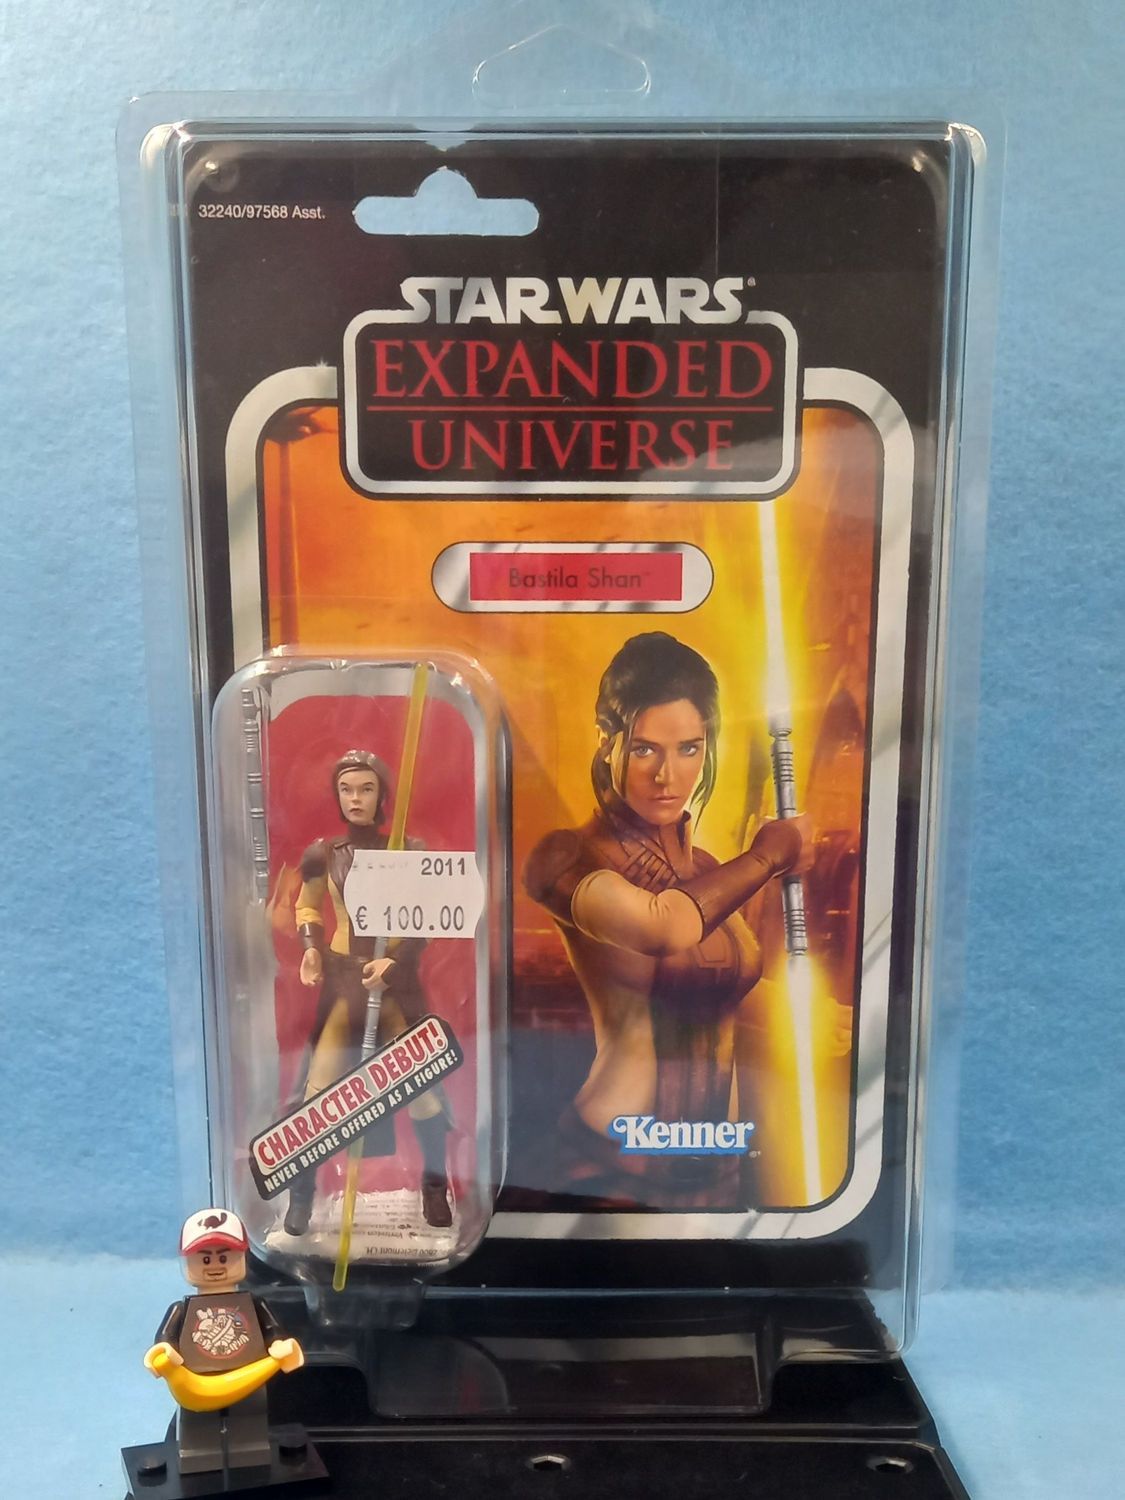 32240/97568 Asst.
STAR WARS
EXPANDED
UNIVERSE
Bastila Shan™
2011
€ 100.00
CHARACTER DEBUT!
NEVER BEFORE OFFERED AS A FIGURE!
Kenner